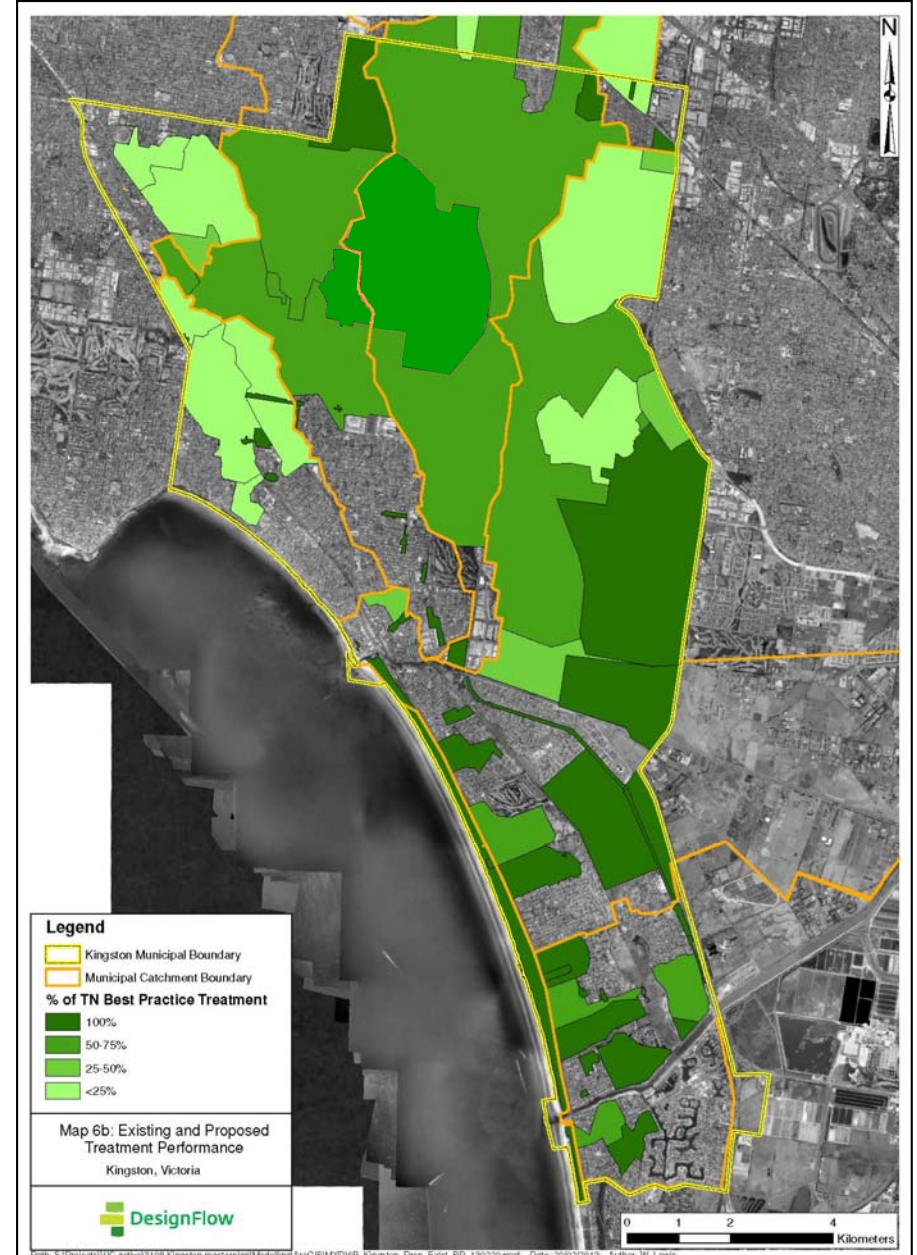 N
Legend
Kingston Municipal Boundary
Municipal Catchment Boundary
% of TN Best Practice Treatment
100%
50-75%
25-50%
<25%
Map 6b: Existing and Proposed
Treatment Performance
Kingston, Victoria
DesignFlow
0 1 2 4
Kilometers